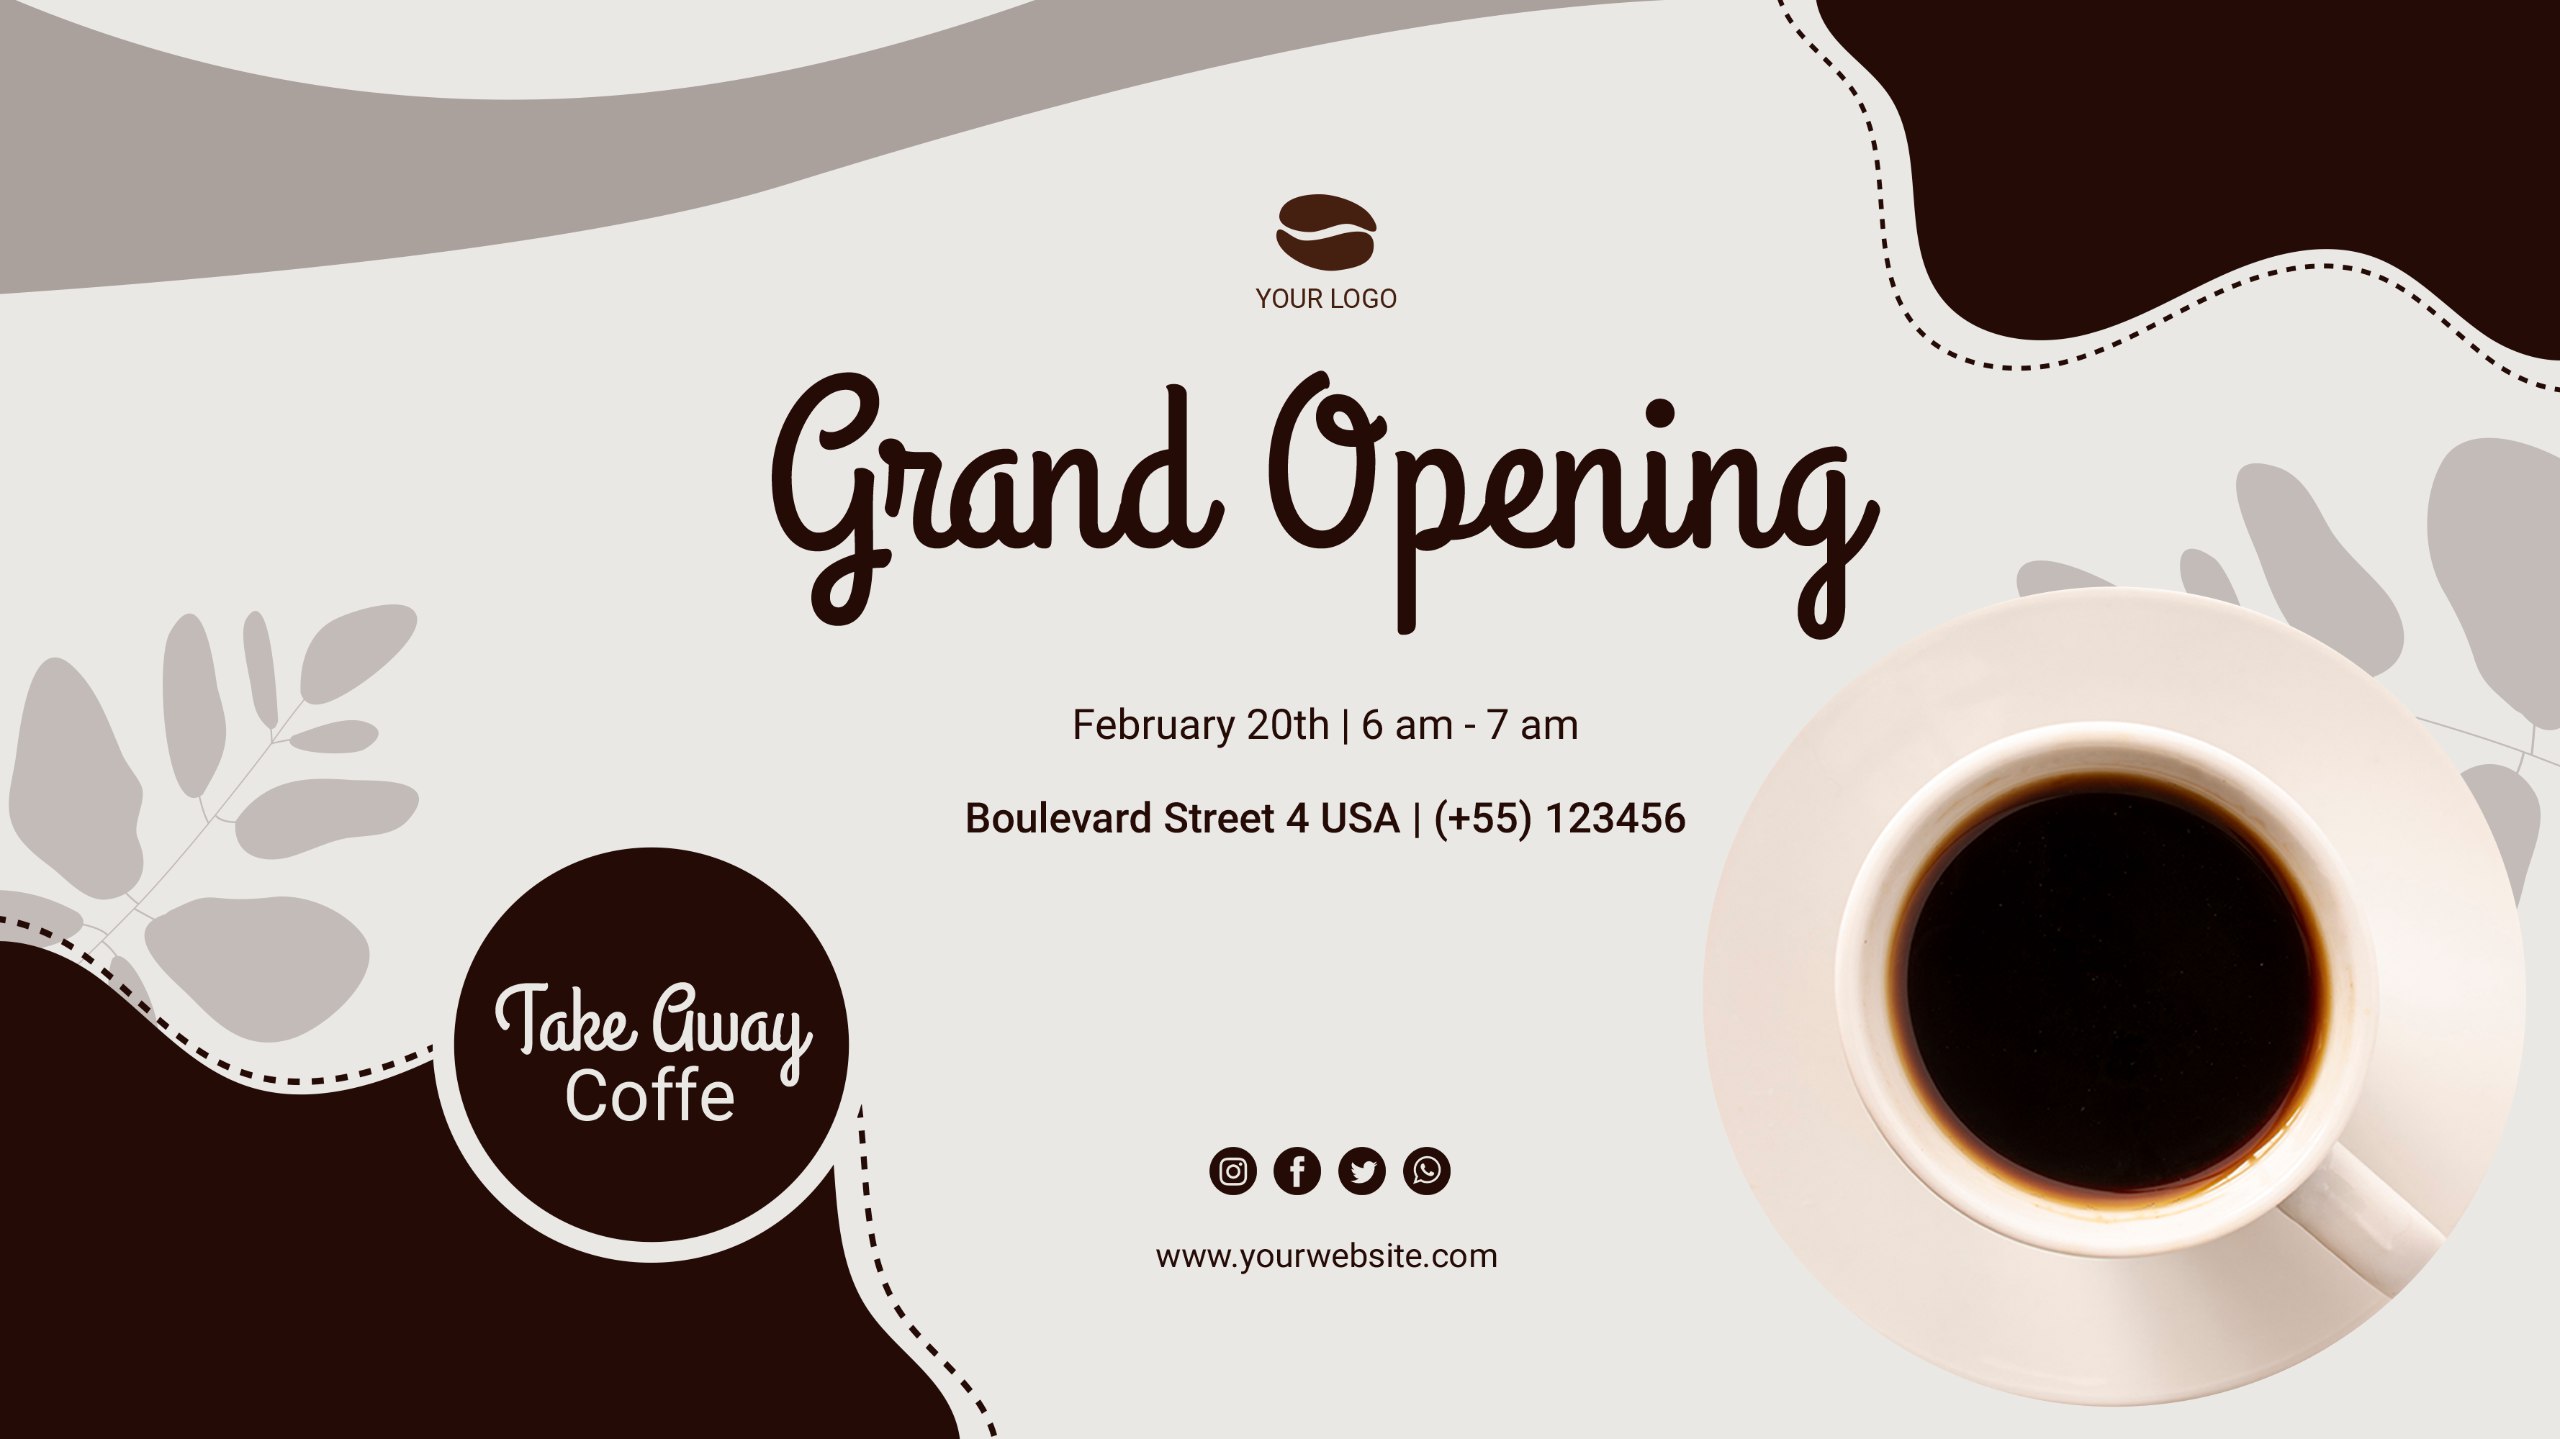 YOUR LOGO
Grand Opening
February 20th | 6 am - 7 am
Boulevard Street 4 USA | (+55) 123456
Take Away
Coffe
www.yourwebsite.com